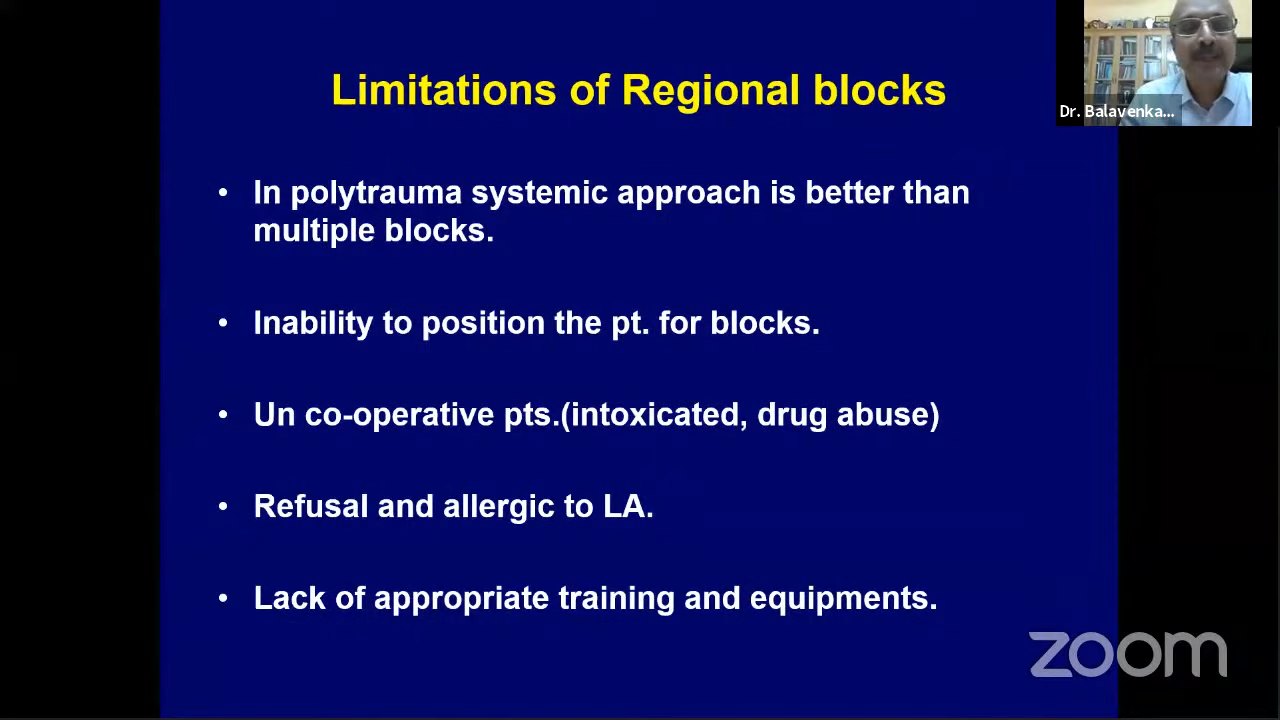 Limitations of Regional blocks
Dr. Balavenka...
• In polytrauma systemic approach is better than
multiple blocks.
• Inability to position the pt. for blocks.
• Un co-operative pts.(intoxicated, drug abuse)
• Refusal and allergic to LA.
• Lack of appropriate training and equipments.
zoom